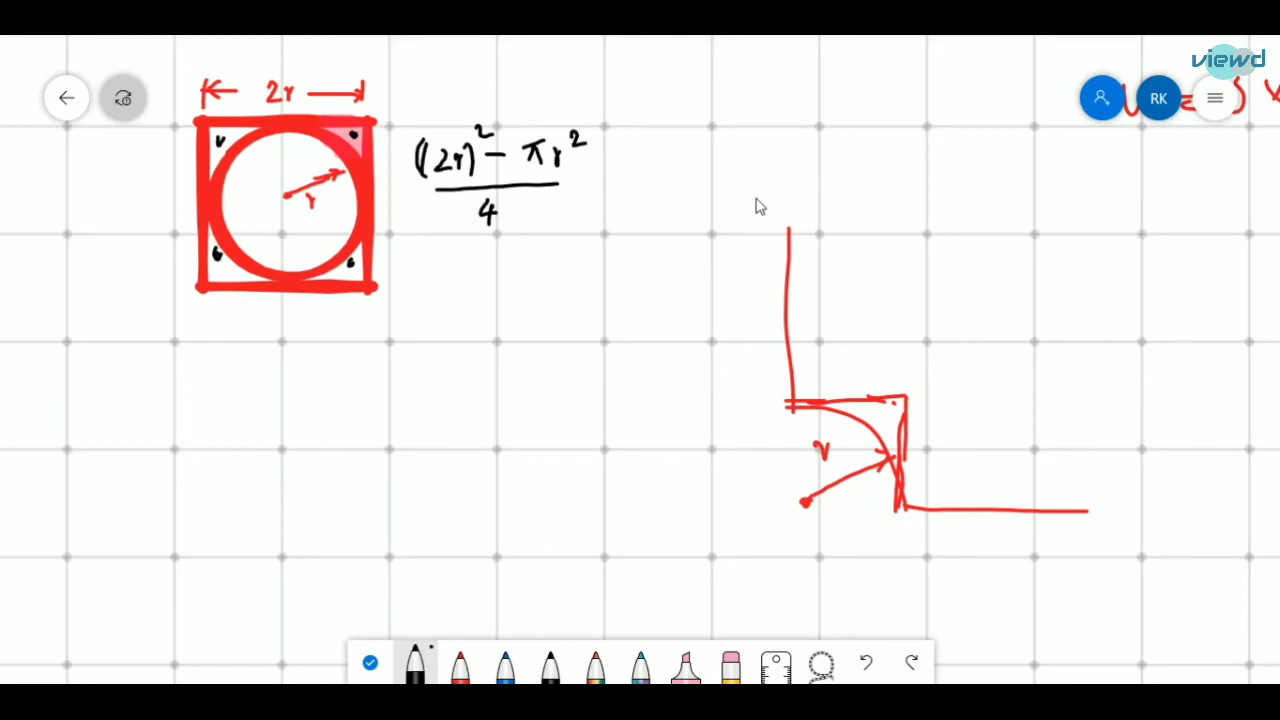 viewd
RK
2r
r
((2r)² - πr²
4
r